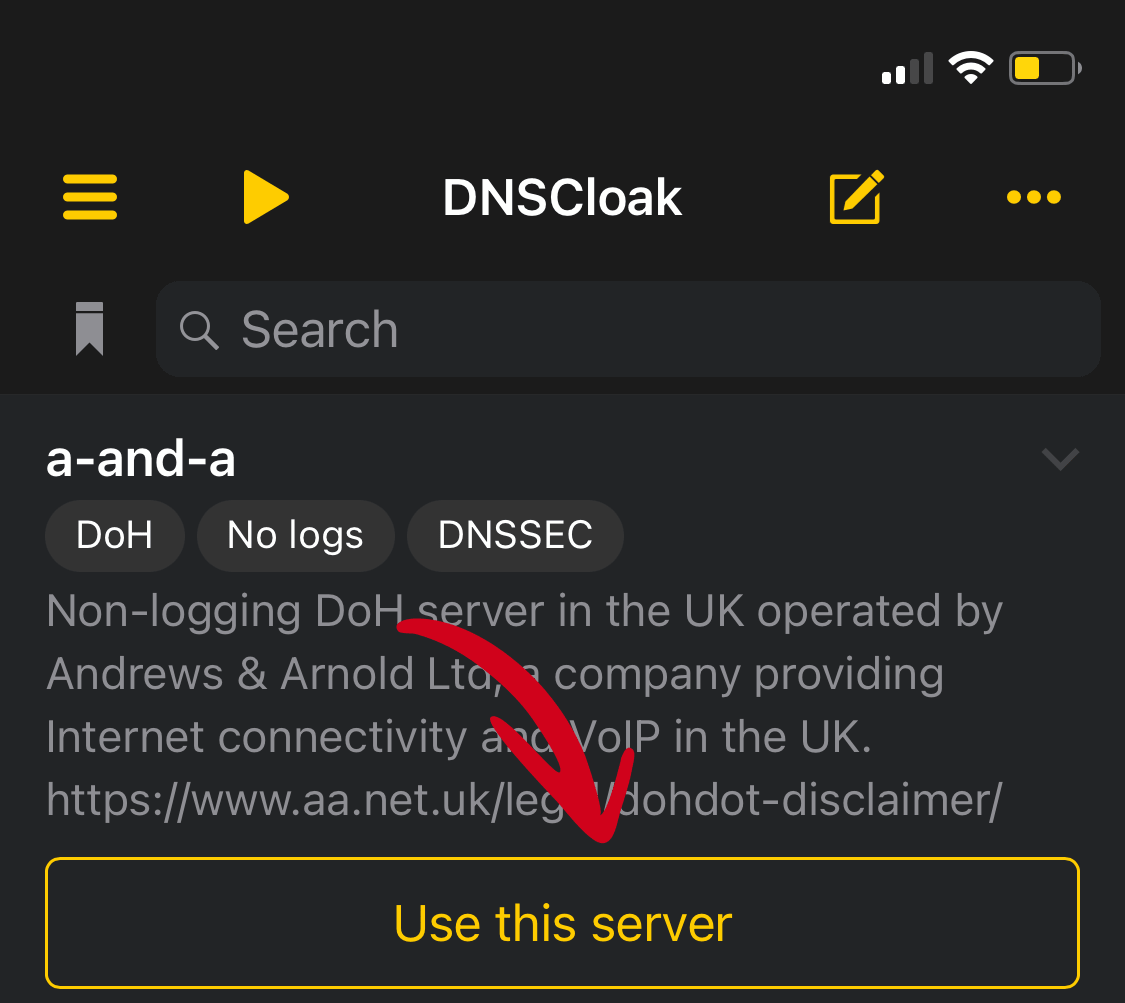 DNSCloak
Search
a-and-a
DoH No logs DNSSEC
Non-logging DoH server in the UK operated by
Andrews & Arnold Ltd, a company providing
Internet connectivity and VoIP in the UK.
https://www.aa.net.uk/legal/dohdot-disclaimer/
Use this server